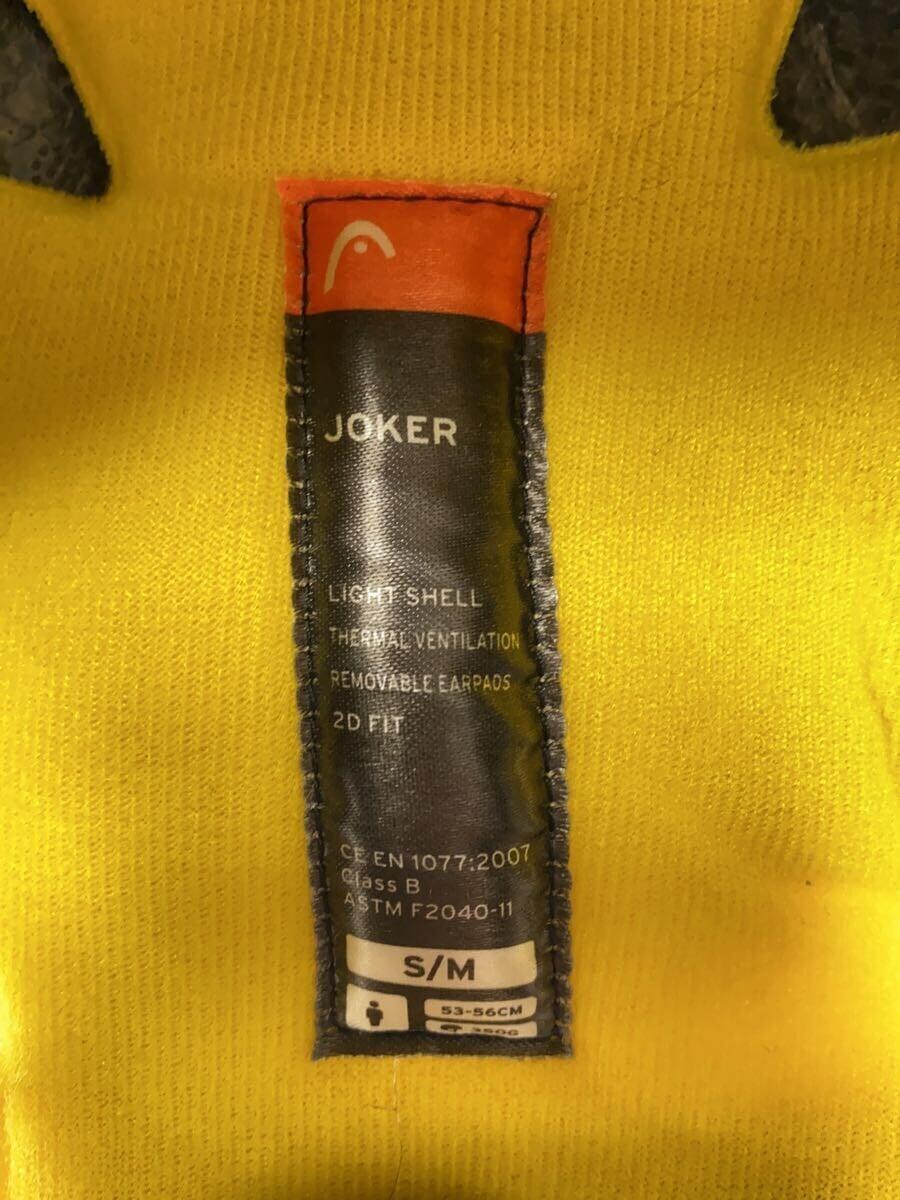 JOKER
LIGHT SHELL
THERMAL VENTILATION
REMOVABLE EARPADS
2D FIT
CE EN 1077:2007
Class B
ASTM F2040-11
S/M
53-56CM
350G